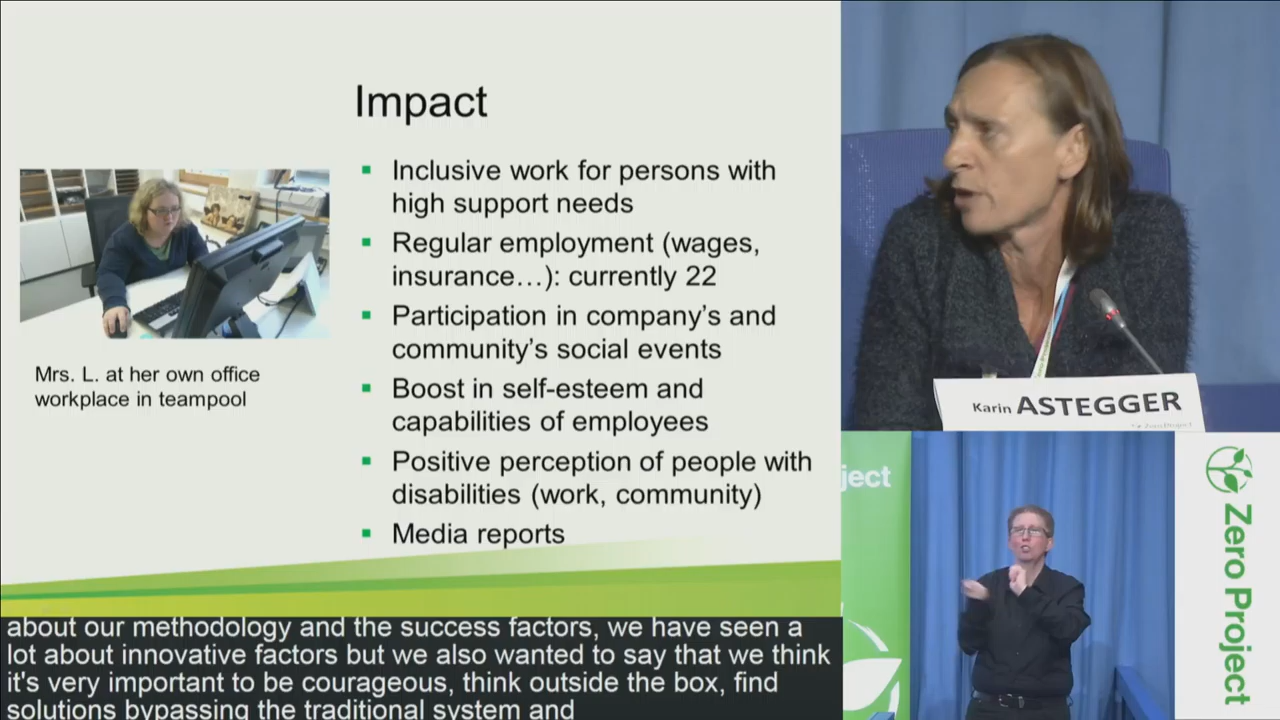 Impact
Inclusive work for persons with
high support needs
Regular employment (wages,
insurance…): currently 22
Participation in company's and
community's social events
Boost in self-esteem and
capabilities of employees
Positive perception of people with
disabilities (work, community)
Media reports
Mrs. L. at her own office
workplace in teampool
about our methodology and the success factors, we have seen a
lot about innovative factors but we also wanted to say that we think
it's very important to be courageous, think outside the box, find
solutions bypassing the traditional system and
Karin ASTEGGER
ject
Zero Project